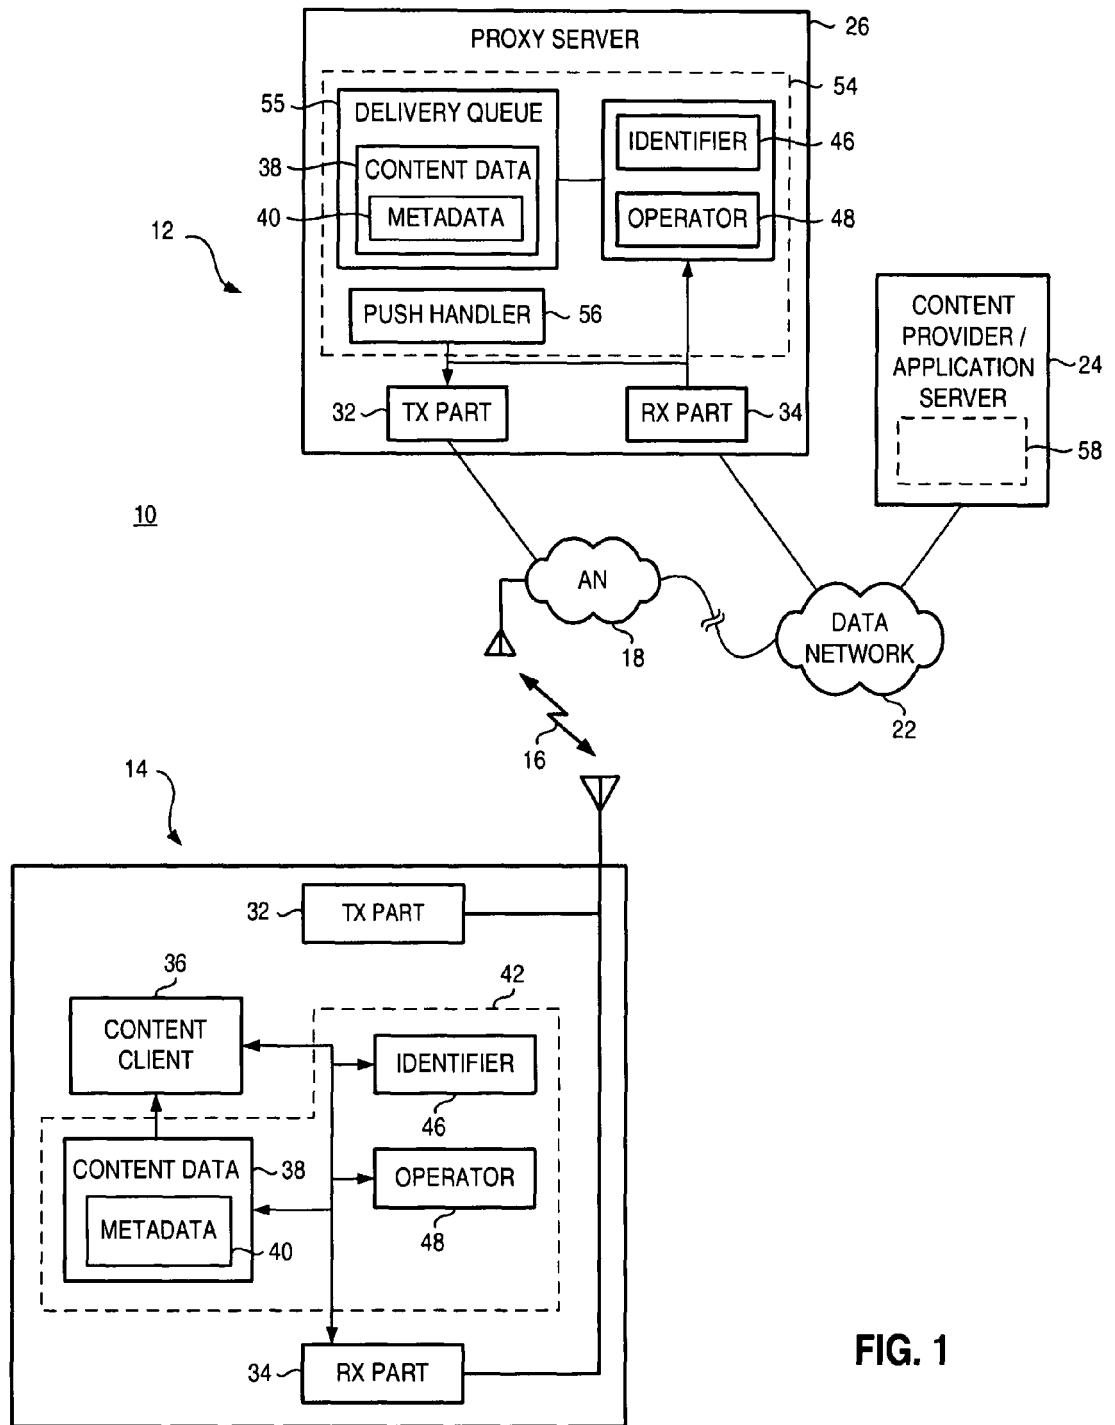 PROXY SERVER
26
54
55
DELIVERY QUEUE
IDENTIFIER
46
38
CONTENT DATA
40
METADATA
OPERATOR
48
12
PUSH HANDLER
56
CONTENT
PROVIDER /
APPLICATION
SERVER
24
32
TX PART
RX PART
34
58
10
AN
18
DATA
NETWORK
22
16
14
32
TX PART
36
42
CONTENT
CLIENT
IDENTIFIER
46
CONTENT DATA
38
OPERATOR
METADATA
40
48
34
RX PART
FIG. 1